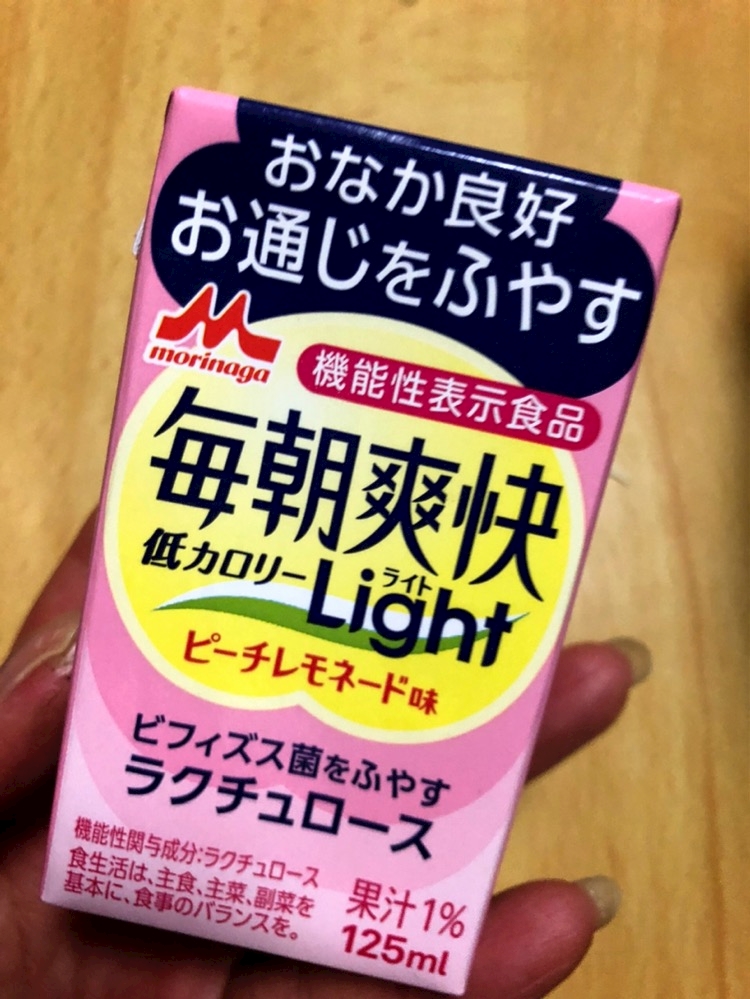 おなか良好
お通じをふやす
morinaga
機能性表示食品
毎朝爽快
低カロリーLight
ライト
ピーチレモネード味
ビフィズス菌をふやす
ラクチュロース
機能性関与成分:ラクチュロース
食生活は、主食、主菜、副菜を
基本に、食事のバランスを。
果汁1%
125ml